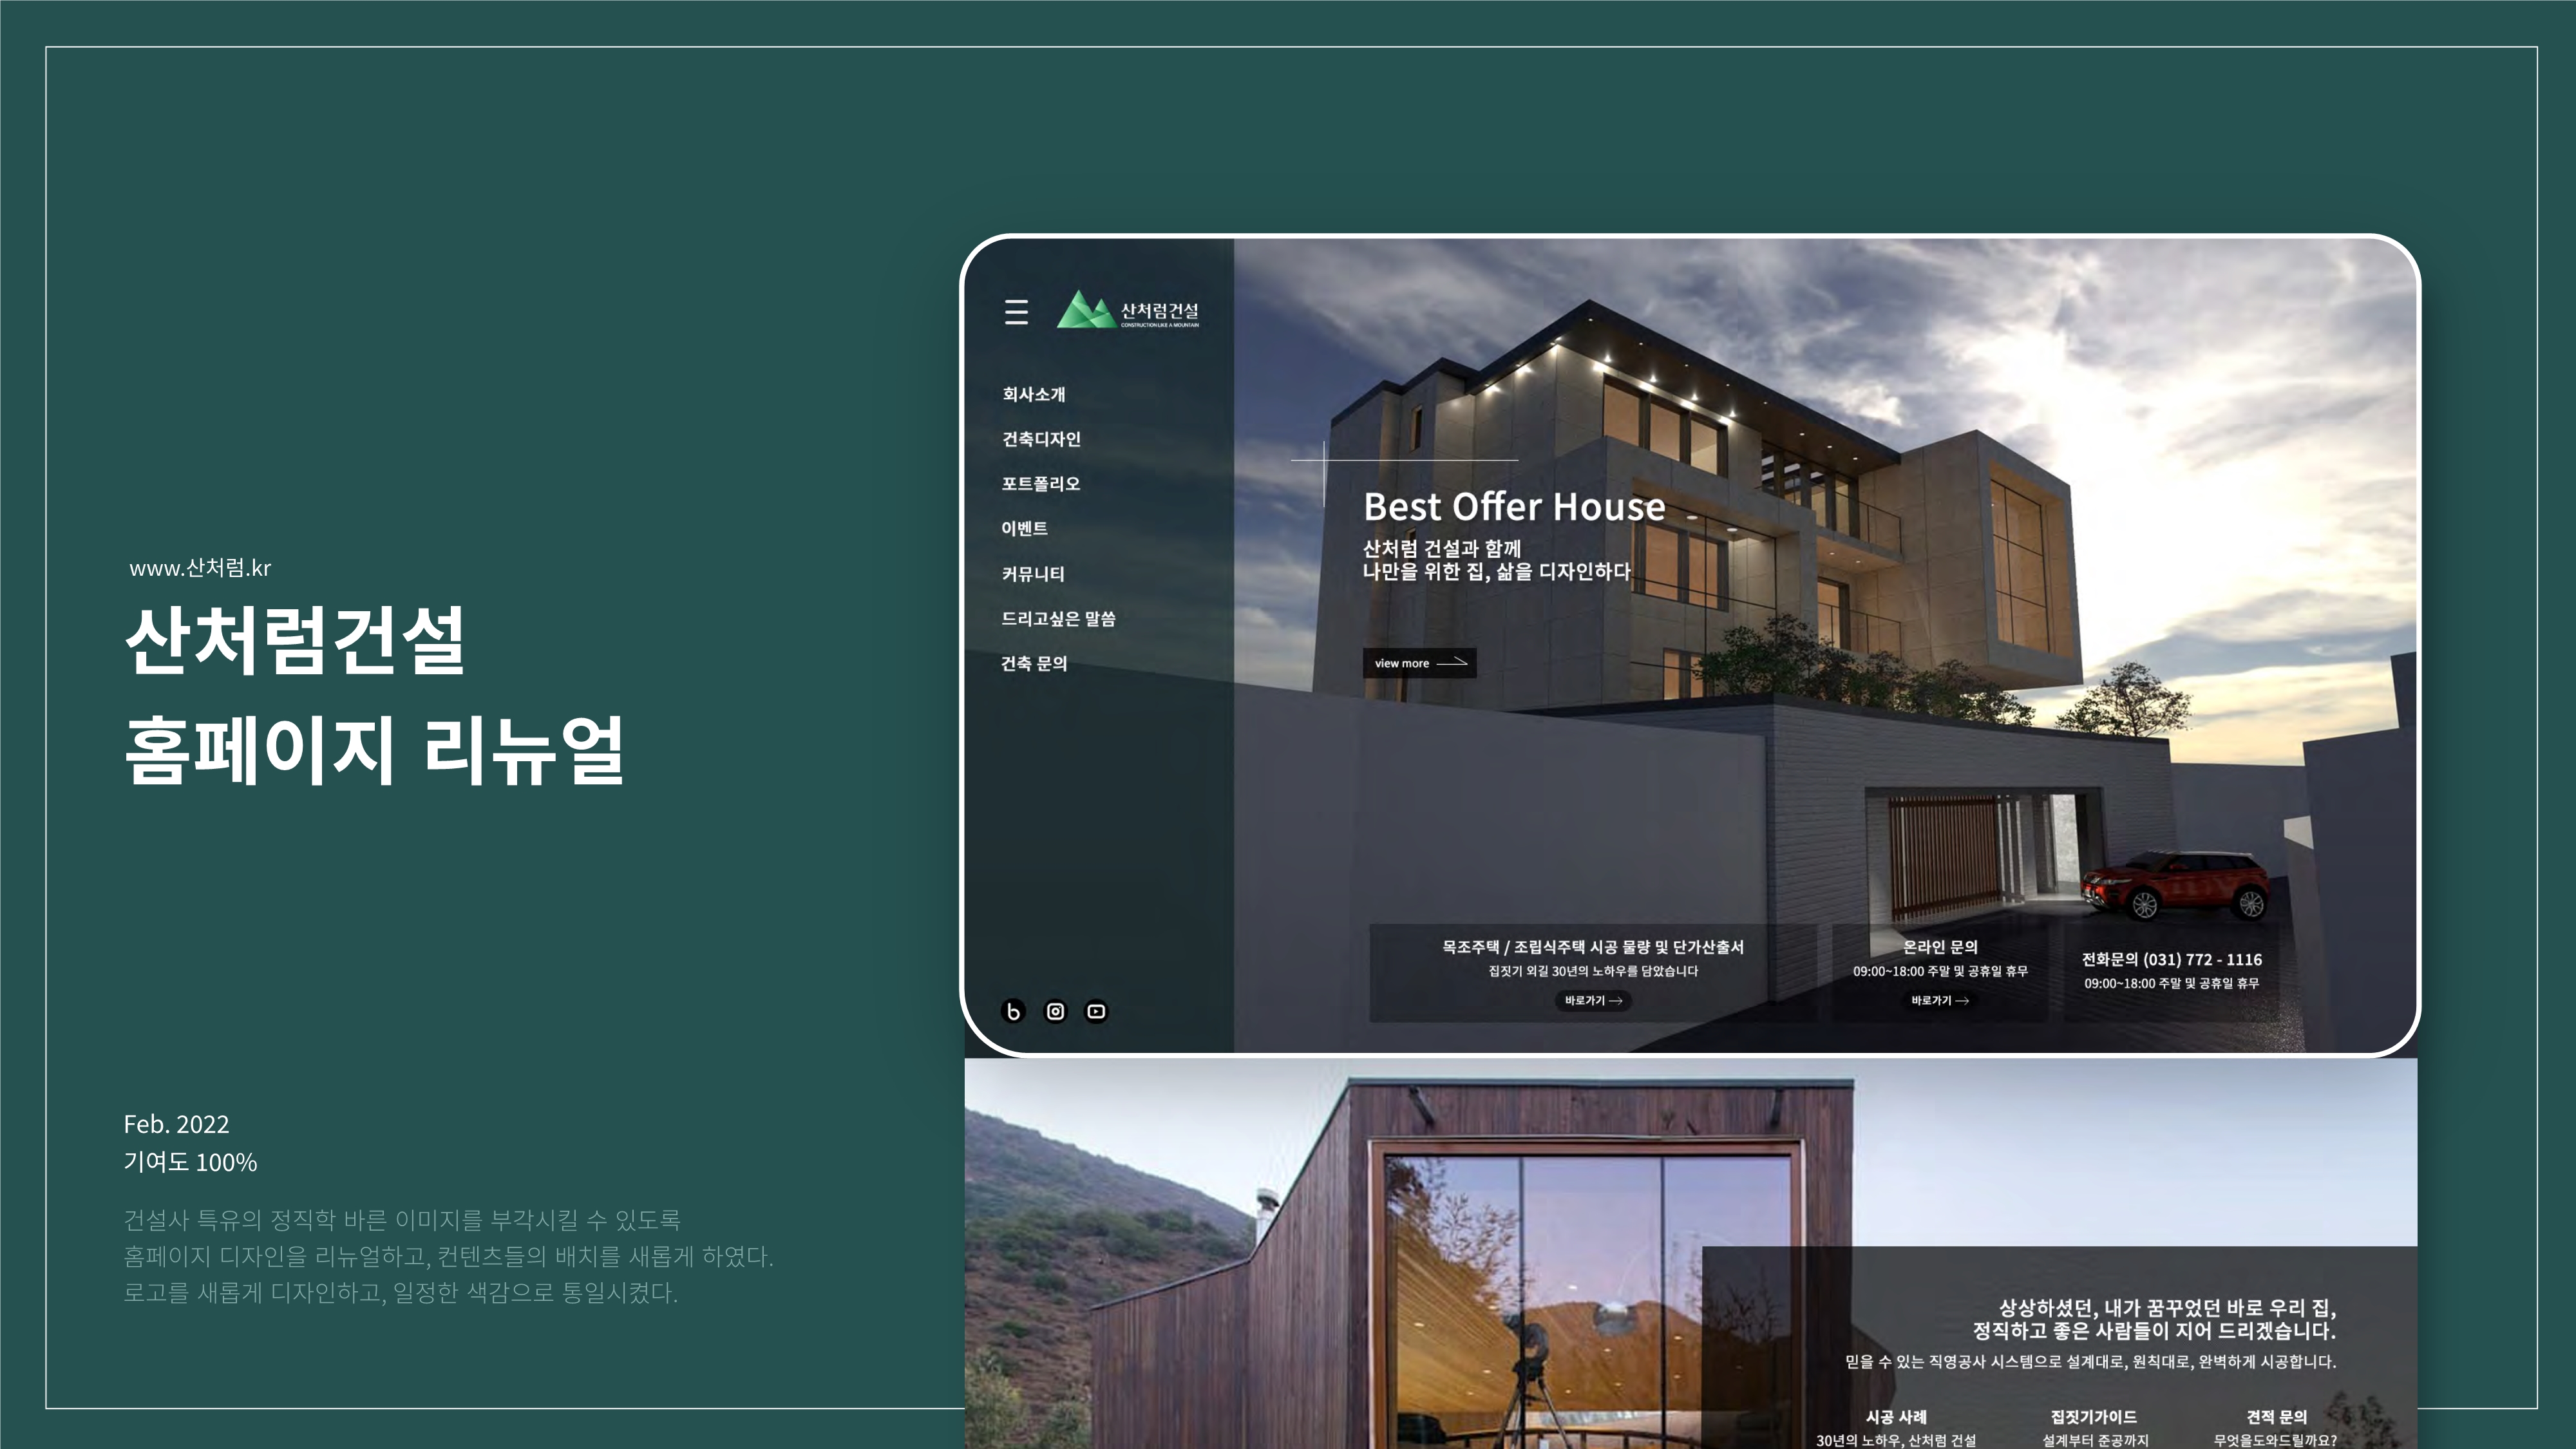 www.산처럼.kr
산처럼건설
홈페이지 리뉴얼
Feb. 2022
기여도 100%
건설사 특유의 정직학 바른 이미지를 부각시킬 수 있도록
홈페이지 디자인을 리뉴얼하고, 컨텐츠들의 배치를 새롭게 하였다.
로고를 새롭게 디자인하고, 일정한 색감으로 통일시켰다.
산처럼건설
CONSTRUCTION LIKE A MOUNTAIN
회사소개
건축디자인
포트폴리오
이벤트
커뮤니티
드리고싶은 말씀
건축 문의
Best Offer House
산처럼 건설과 함께
나만을 위한 집, 삶을 디자인하다
view more
목조주택 / 조립식주택 시공 물량 및 단가산출서
집짓기 외길 30년의 노하우를 담았습니다
바로가기
온라인 문의
09:00~18:00 주말 및 공휴일 휴무
바로가기
전화문의 (031) 772 - 1116
09:00~18:00 주말 및 공휴일 휴무
상상하셨던, 내가 꿈꾸었던 바로 우리 집,
정직하고 좋은 사람들이 지어 드리겠습니다.
믿을 수 있는 직영공사 시스템으로 설계대로, 원칙대로, 완벽하게 시공합니다.
시공 사례
30년의 노하우, 산처럼 건설
집짓기가이드
설계부터 준공까지
견적 문의
무엇을도와드릴까요?